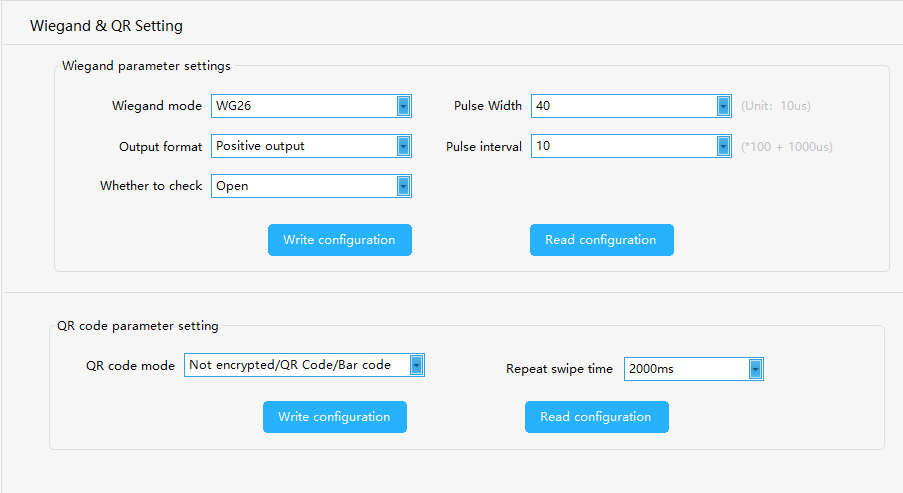 Wiegand & QR Setting
Wiegand parameter settings
Wiegand mode WG26 Pulse Width 40 (Unit: 10us)
Output format Positive output Pulse interval 10 (*100 + 1000us)
Whether to check Open
Write configuration Read configuration
QR code parameter setting
QR code mode Not encrypted/QR Code/Bar code Repeat swipe time 2000ms
Write configuration Read configuration